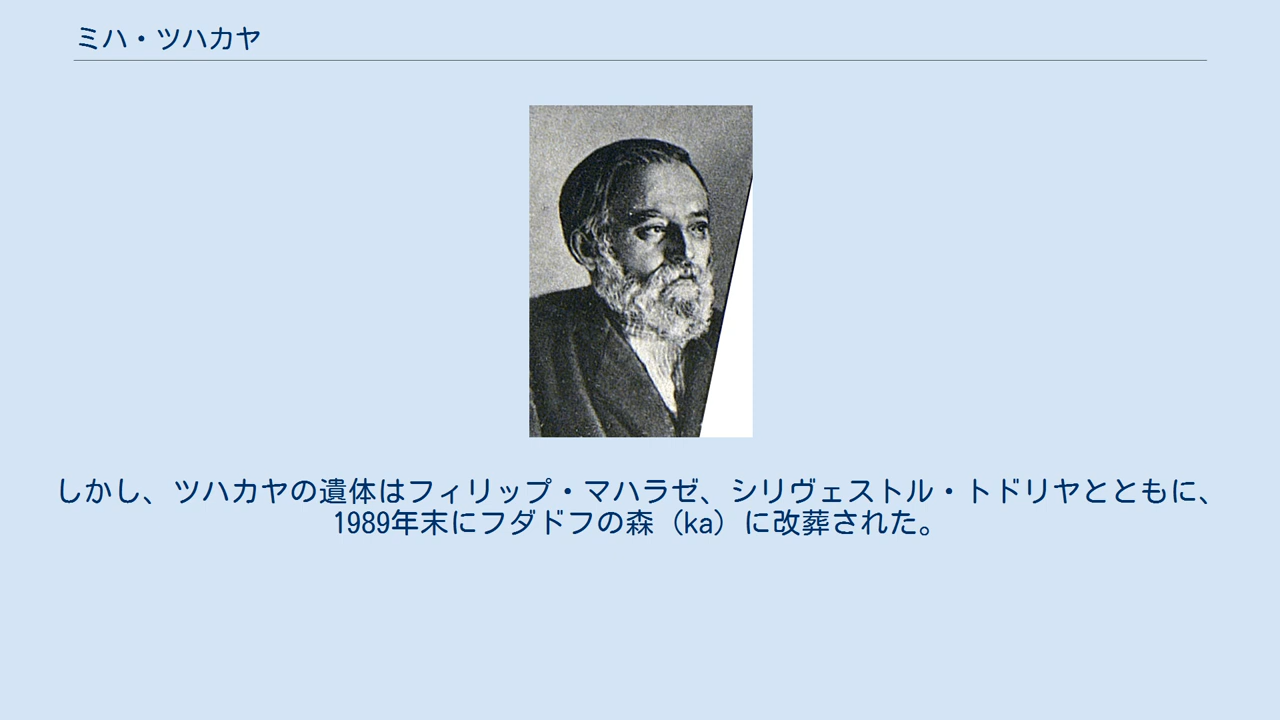 ミハ・ツハカヤ
しかし、ツハカヤの遺体はフィリップ・マハラゼ、シリヴェストル・トドリヤとともに、
1989年末にフダドフの森（ka）に改葬された。